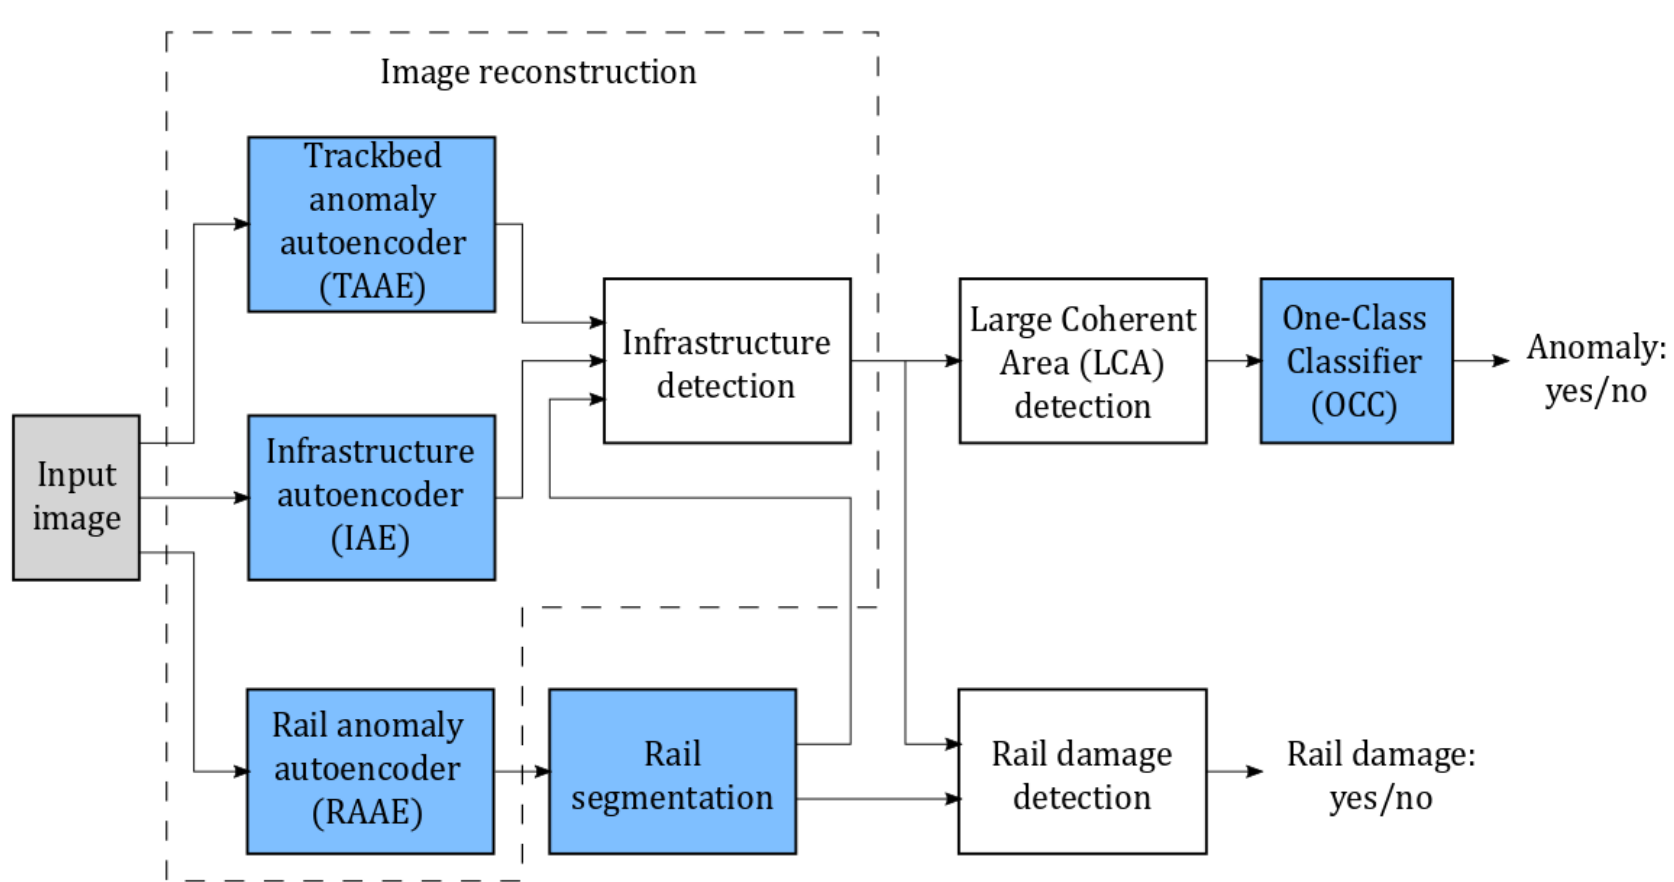 Image reconstruction
Trackbed
anomaly
autoencoder
(TAAE)
Infrastructure
detection
Large Coherent
Area (LCA)
detection
One-Class
Classifier
(OCC)
Anomaly:
yes/no
Input
image
Infrastructure
autoencoder
(IAE)
Rail anomaly
autoencoder
(RAAE)
Rail
segmentation
Rail damage
detection
Rail damage:
yes/no